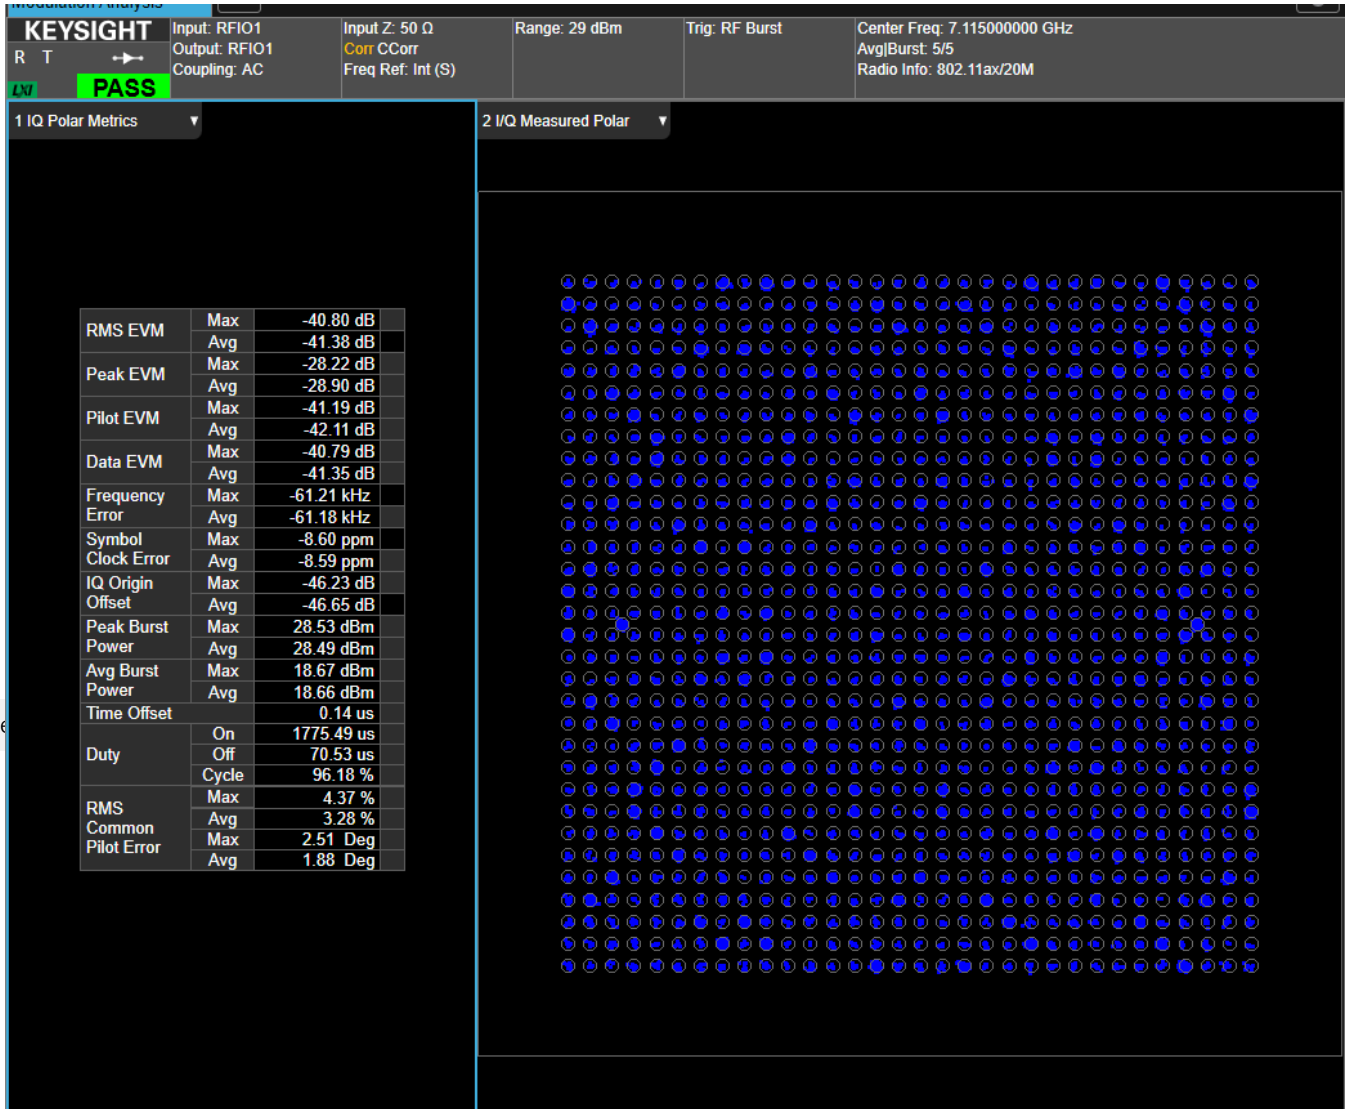 Modulation Analysis
KEYSIGHT
R T
LXI
PASS
Input: RFIO1
Output: RFIO1
Coupling: AC
Input Z: 50 Ω
Corr CCorr
Freq Ref: Int (S)
Range: 29 dBm
Trig: RF Burst
Center Freq: 7.115000000 GHz
Avg|Burst: 5/5
Radio Info: 802.11ax/20M
1 IQ Polar Metrics
2 I/Q Measured Polar
RMS EVM Max -40.80 dB
Avg -41.38 dB
Peak EVM Max -28.22 dB
Avg -28.90 dB
Pilot EVM Max -41.19 dB
Avg -42.11 dB
Data EVM Max -40.79 dB
Avg -41.35 dB
Frequency Error Max -61.21 kHz
Avg -61.18 kHz
Symbol Clock Error Max -8.60 ppm
Avg -8.59 ppm
IQ Origin Offset Max -46.23 dB
Avg -46.65 dB
Peak Burst Power Max 28.53 dBm
Avg 28.49 dBm
Avg Burst Power Max 18.67 dBm
Avg 18.66 dBm
Time Offset 0.14 us
Duty On 1775.49 us
Off 70.53 us
Cycle 96.18 %
RMS Common Pilot Error Max 4.37 %
Avg 3.28 %
Max 2.51 Deg
Avg 1.88 Deg